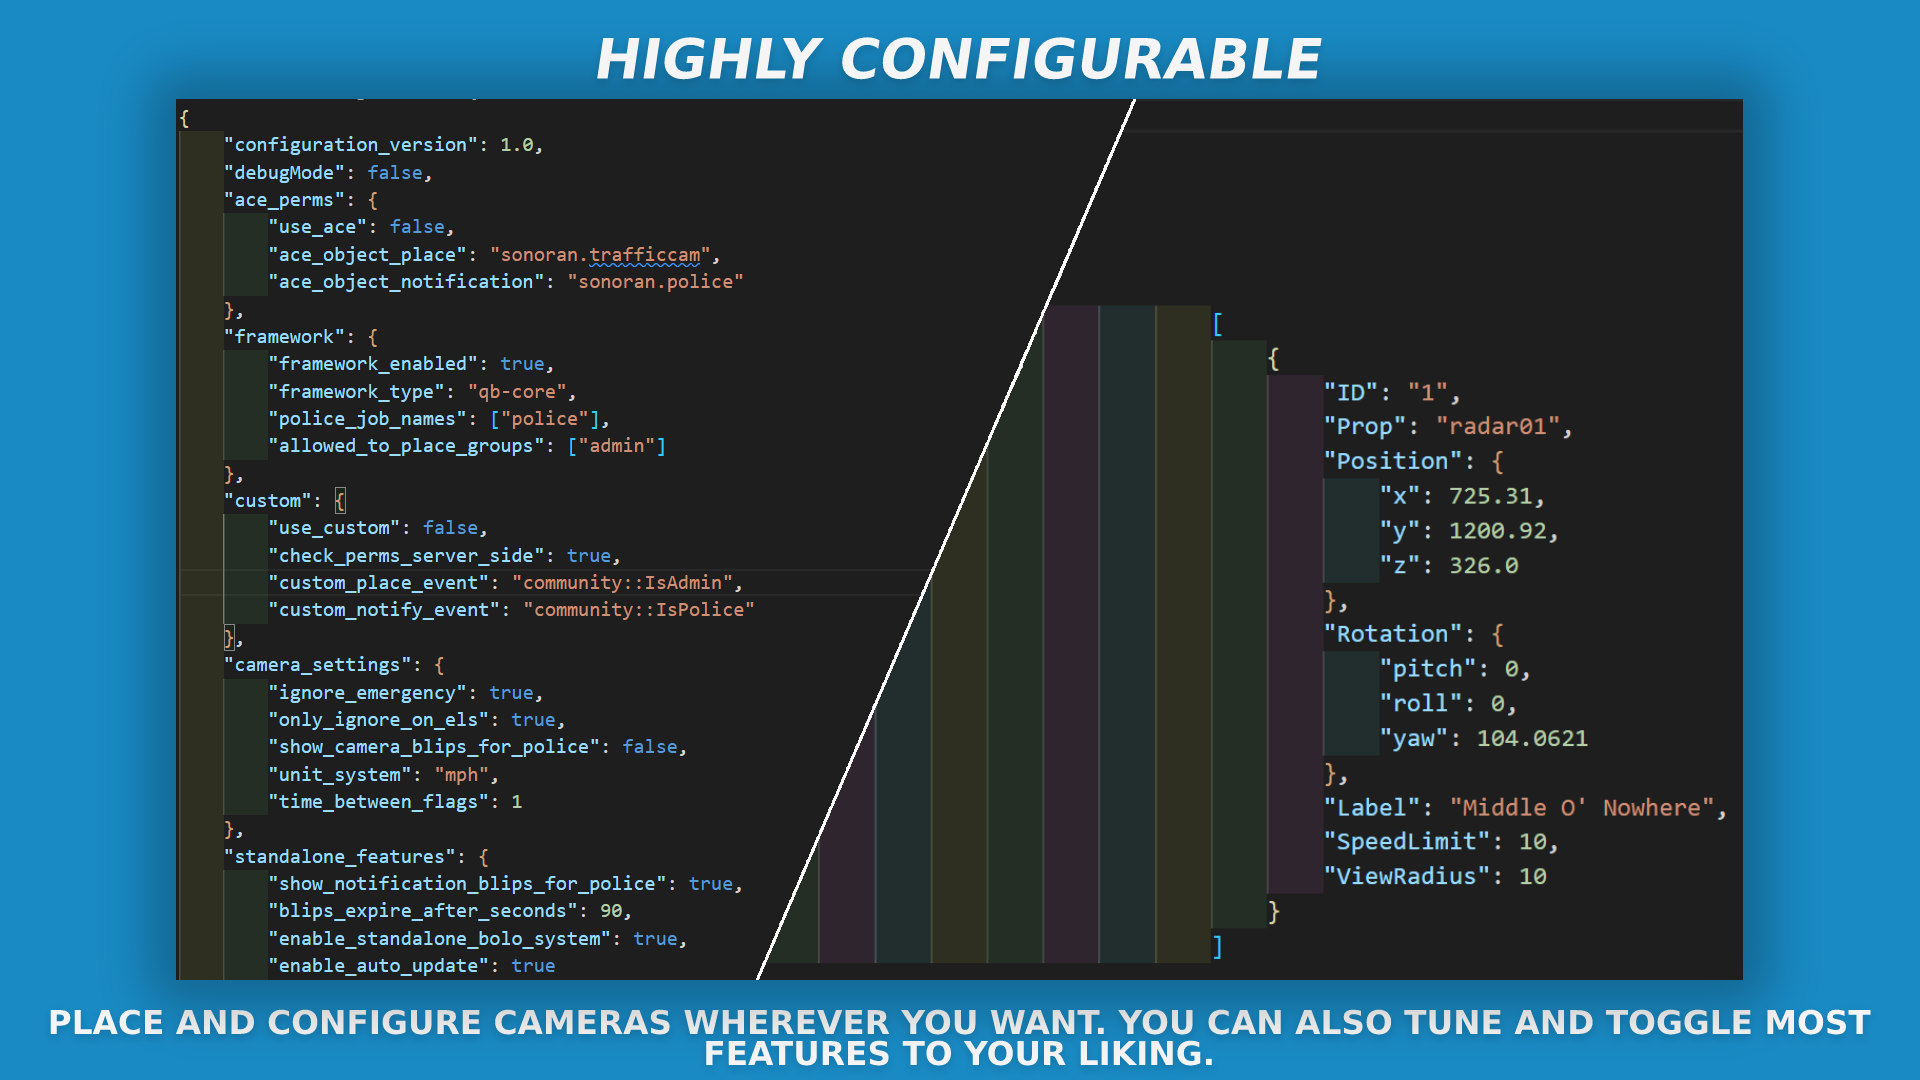 HIGHLY CONFIGURABLE
{
"configuration_version": 1.0,
"debugMode": false,
"ace_perms": {
"use_ace": false,
"ace_object_place": "sonoran.trafficcam",
"ace_object_notification": "sonoran.police"
},
"framework": {
"framework_enabled": true,
"framework_type": "qb-core",
"police_job_names": ["police"],
"allowed_to_place_groups": ["admin"]
},
"custom": {
"use_custom": false,
"check_perms_server_side": true,
"custom_place_event": "community::IsAdmin",
"custom_notify_event": "community::IsPolice"
},
"camera_settings": {
"ignore_emergency": true,
"only_ignore_on_els": true,
"show_camera_blips_for_police": false,
"unit_system": "mph",
"time_between_flags": 1
},
"standalone_features": {
"show_notification_blips_for_police": true,
"blips_expire_after_seconds": 90,
"enable_standalone_bolo_system": true,
"enable_auto_update": true
[
{
"ID": "1",
"Prop": "radar01",
"Position": {
"x": 725.31,
"y": 1200.92,
"z": 326.0
},
"Rotation": {
"pitch": 0,
"roll": 0,
"yaw": 104.0621
},
"Label": "Middle O' Nowhere",
"SpeedLimit": 10,
"ViewRadius": 10
}
]
PLACE AND CONFIGURE CAMERAS WHEREVER YOU WANT. YOU CAN ALSO TUNE AND TOGGLE MOST
FEATURES TO YOUR LIKING.